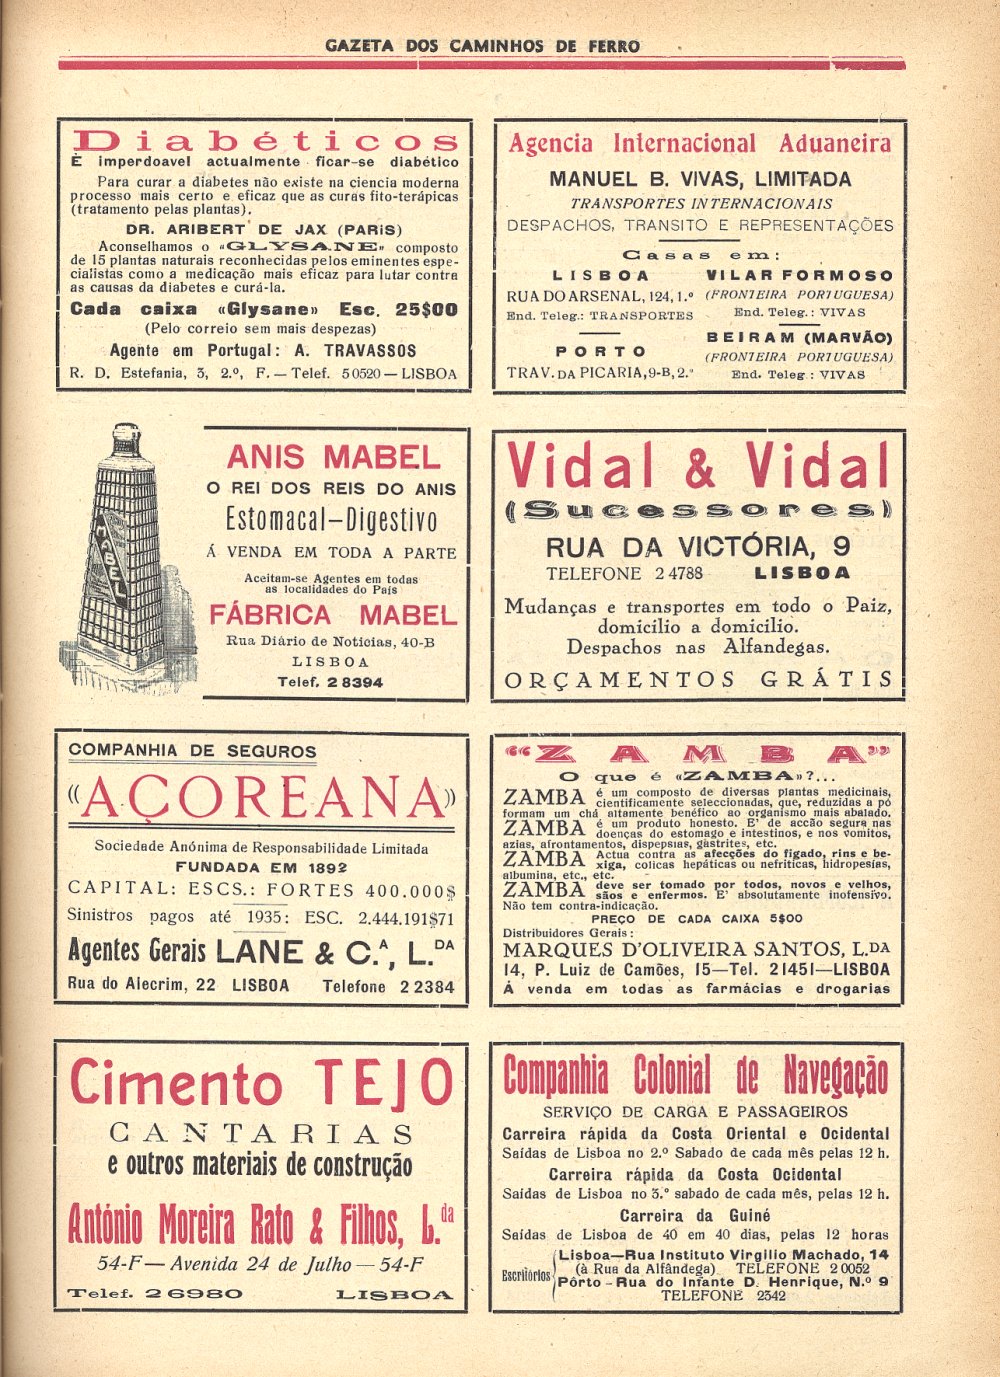 GAZETA DOS CAMINHOS DE FERRO
Diabéticos
È imperdoavel actualmente ficar-se diabético
Para curar a diabetes não existe na ciencia moderna
processo mais certo e eficaz que as curas fito-terápicas
(tratamento pelas plantas).
DR. ARIBERT DE JAX (PARÍS)
Aconselhamos o «GLYSANE» composto
de 15 plantas naturais reconhecidas pelos eminentes espe-
cialistas como a medicação mais eficaz para lutar contra
as causas da diabetes e curá-la.
Cada caixa «Glysane» Esc. 25$00
(Pelo correio sem mais despezas)
Agente em Portugal: A. TRAVASSOS
R. D. Estefania, 3, 2.º, F. — Telef. 5 0520 — LISBOA
Agencia Internacional Aduaneira
MANUEL B. VIVAS, LIMITADA
TRANSPORTES INTERNACIONAIS
DESPACHOS, TRANSITO E REPRESENTAÇÕES
Casas em:
LISBOA
RUA DO ARSENAL, 124, 1.º
End. Teleg.: TRANSPORTES
PORTO
TRAV. DA PICARIA, 9-B, 2.º
VILAR FORMOSO
(FRONTEIRA PORTUGUESA)
End. Teleg.: VIVAS
BEIRAM (MARVÃO)
(FRONTEIRA PORTUGUESA)
End. Teleg.: VIVAS
MABEL
ANIS MABEL
O REI DOS REIS DO ANIS
Estomacal—Digestivo
Á VENDA EM TODA A PARTE
Aceitam-se Agentes em todas
as localidades do País
FÁBRICA MABEL
Rua Diário de Noticias, 40-B
LISBOA
Telef. 2 8394
Vidal & Vidal
(Sucessores)
RUA DA VICTÓRIA, 9
TELEFONE 2 4788 LISBOA
Mudanças e transportes em todo o Paiz,
domicilio a domicilio.
Despachos nas Alfandegas.
ORÇAMENTOS GRÁTIS
COMPANHIA DE SEGUROS
«AÇOREANA»
Sociedade Anónima de Responsabilidade Limitada
FUNDADA EM 1892
CAPITAL: ESCS.: FORTES 400.000$
Sinistros pagos até 1935: ESC. 2.444.191$71
Agentes Gerais LANE & C.ª, L.DA
Rua do Alecrim, 22 LISBOA Telefone 2 2384
“ZAMBA”
O que é «ZAMBA»?...
ZAMBA é um composto de diversas plantas medicinais,
cientificamente seleccionadas, que, reduzidas a pó
formam um chá altamente benéfico ao organismo mais abalado.
ZAMBA é um produto honesto. E' de accão segura nas
doenças do estomago e intestinos, e nos vomitos,
azias, afrontamentos, dispepsias, gastrites, etc.
ZAMBA Actua contra as afecções do figado, rins e be-
xiga, colicas hepáticas ou nefriticas, hidropesias,
albumina, etc., etc.
ZAMBA deve ser tomado por todos, novos e velhos,
sãos e enfermos. E' absolutamente inofensivo.
Não tem contra-indicação.
PREÇO DE CADA CAIXA 5$00
Distribuidores Gerais:
MARQUES D'OLIVEIRA SANTOS, L.DA
14, P. Luiz de Camões, 15—Tel. 21451—LISBOA
Á venda em todas as farmácias e drogarias
Cimento TEJO
CANTARIAS
e outros materiais de construção
António Moreira Rato & Filhos, L.da
54-F — Avenida 24 de Julho — 54-F
Telef. 2 6980 LISBOA
Companhia Colonial de Navegação
SERVIÇO DE CARGA E PASSAGEIROS
Carreira rápida da Costa Oriental e Ocidental
Saídas de Lisboa no 2.º Sabado de cada mês pelas 12 h.
Carreira rápida da Costa Ocidental
Saídas de Lisboa no 3.º sabado de cada mês, pelas 12 h.
Carreira da Guiné
Saídas de Lisboa de 40 em 40 dias, pelas 12 horas
Escritórios
Lisboa—Rua Instituto Virgilio Machado, 14
(à Rua da Alfândega) TELEFONE 2 0052
Pôrto - Rua do Infante D. Henrique, N.º 9
TELEFONE 2342